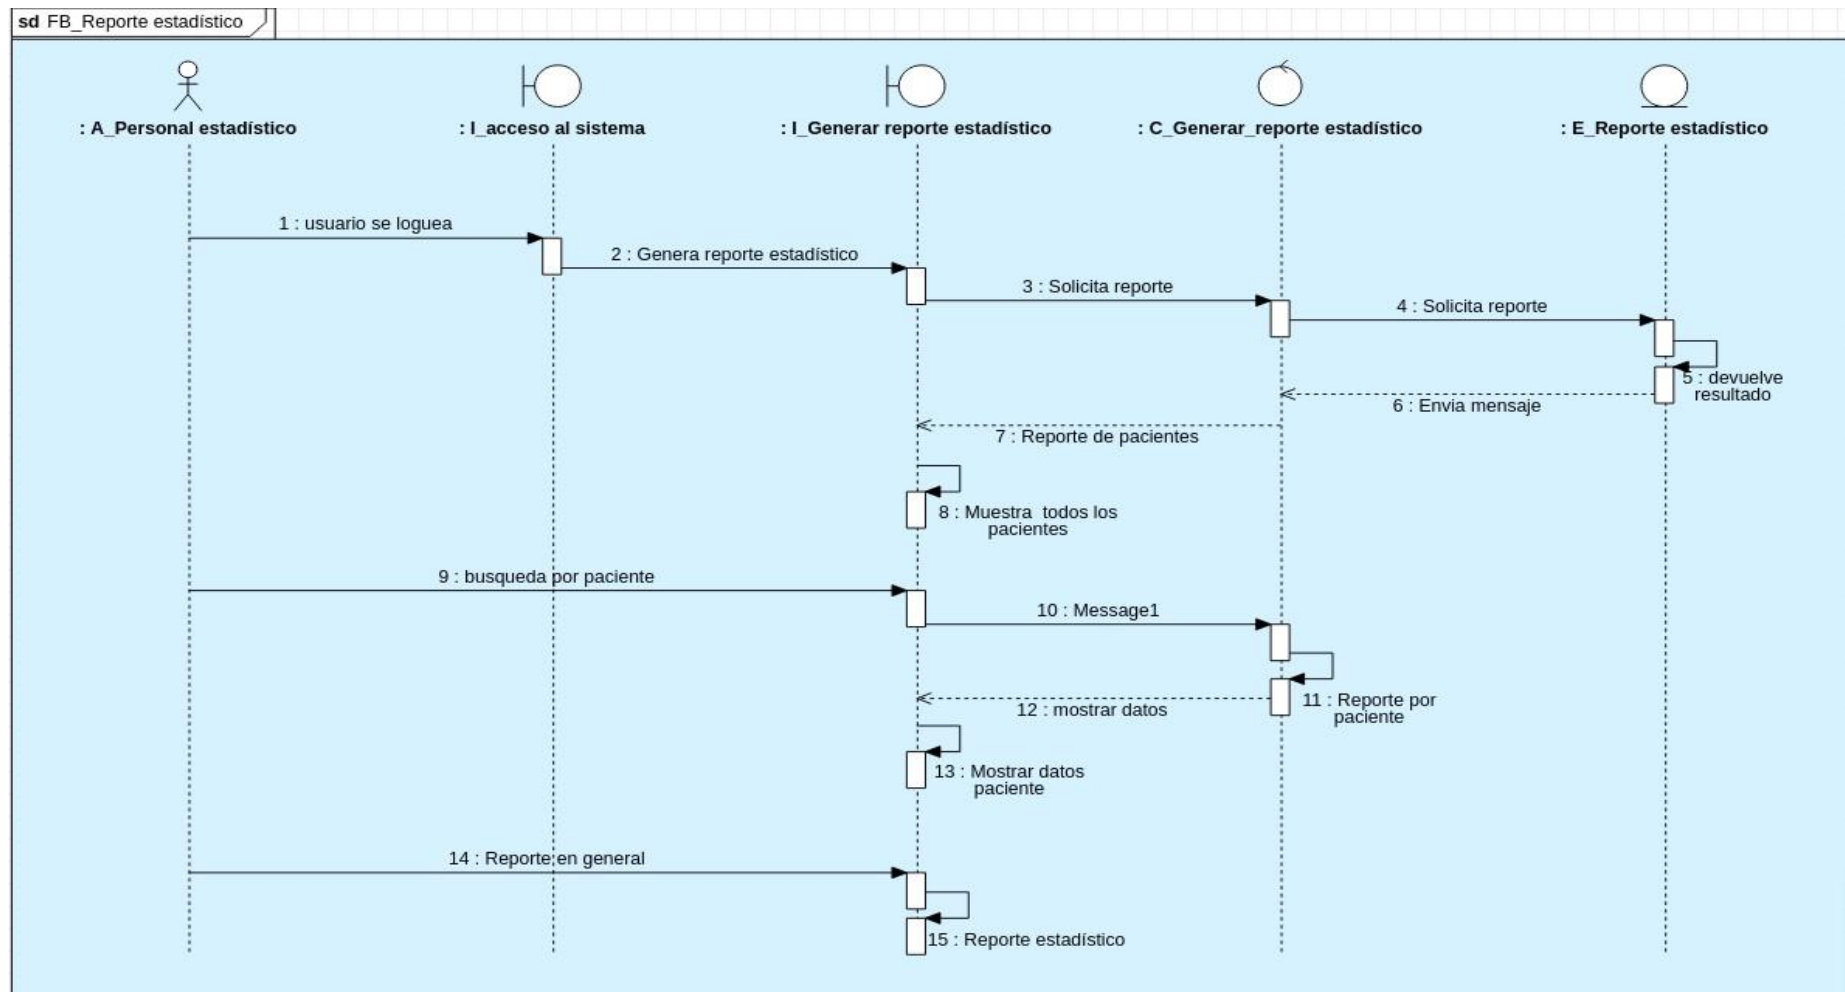 sd FB_Reporte estadístico
: A_Personal estadístico
: I_acceso al sistema
: I_Generar reporte estadístico
: C_Generar_reporte estadístico
: E_Reporte estadístico
1 : usuario se loguea
2 : Genera reporte estadístico
3 : Solicita reporte
4 : Solicita reporte
5 : devuelve
resultado
6 : Envia mensaje
7 : Reporte de pacientes
8 : Muestra  todos los
pacientes
9 : busqueda por paciente
10 : Message1
11 : Reporte por
paciente
12 : mostrar datos
13 : Mostrar datos
paciente
14 : Reporte en general
15 : Reporte estadístico